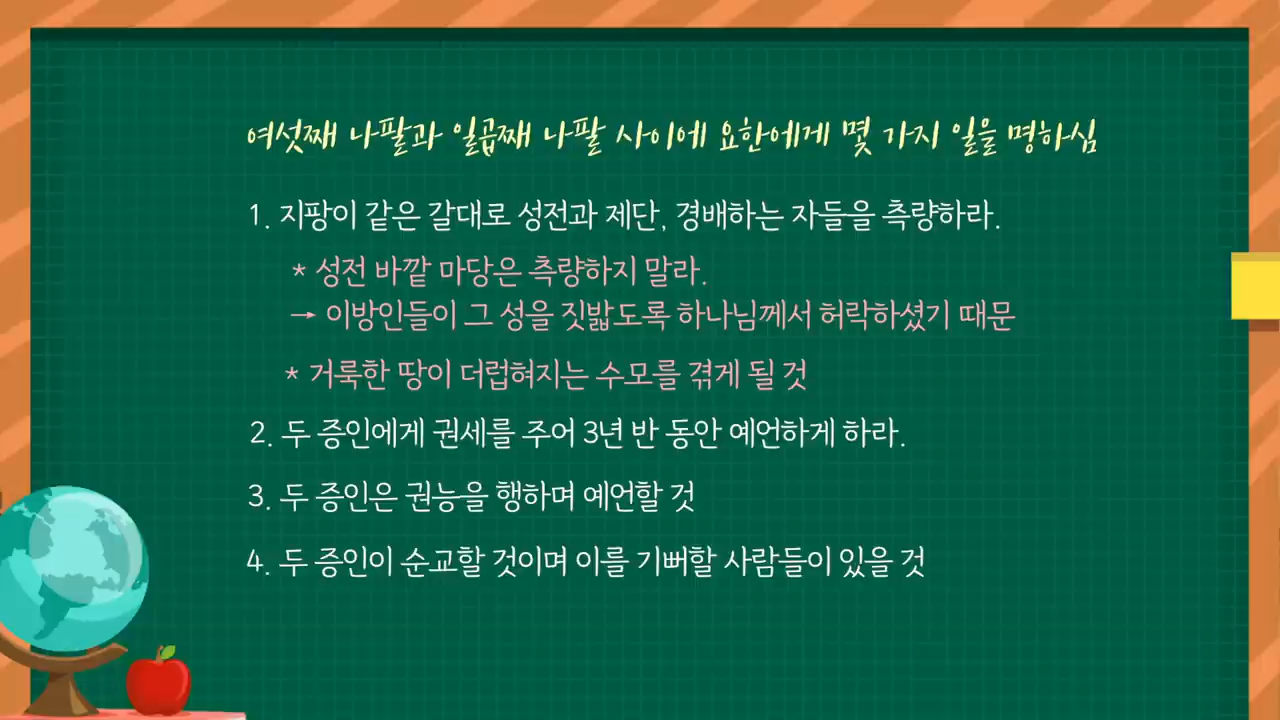 여섯째 나팔과 일곱째 나팔 사이에 요한에게 몇 가지 일을 명하심
1. 지팡이 같은 갈대로 성전과 제단, 경배하는 자들을 측량하라.
* 성전 바깥 마당은 측량하지 말라.
→ 이방인들이 그 성을 짓밟도록 하나님께서 허락하셨기 때문
* 거룩한 땅이 더럽혀지는 수모를 겪게 될 것
2. 두 증인에게 권세를 주어 3년 반 동안 예언하게 하라.
3. 두 증인은 권능을 행하며 예언할 것
4. 두 증인이 순교할 것이며 이를 기뻐할 사람들이 있을 것